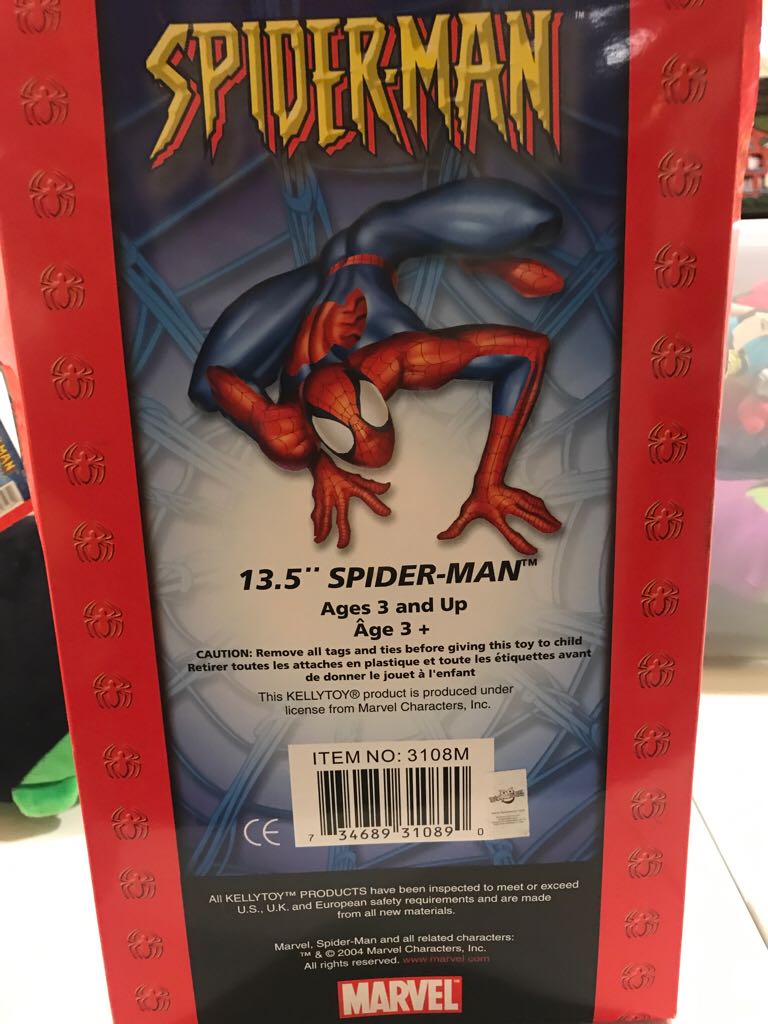 SPIDER-MAN™
13.5¨ SPIDER-MAN™
Ages 3 and Up
Âge 3 +
CAUTION: Remove all tags and ties before giving this toy to child
Retirer toutes les attaches en plastique et toute les étiquettes avant
de donner le jouet à l'enfant
This KELLYTOY® product is produced under
license from Marvel Characters, Inc.
ITEM NO: 3108M
CE
7 34689 31089 0
All KELLYTOY™ PRODUCTS have been inspected to meet or exceed
U.S., U.K. and European safety requirements and are made
from all new materials.
Marvel, Spider-Man and all related characters:
™ & © 2004 Marvel Characters, Inc.
All rights reserved. www.marvel.com
MARVEL
MAN